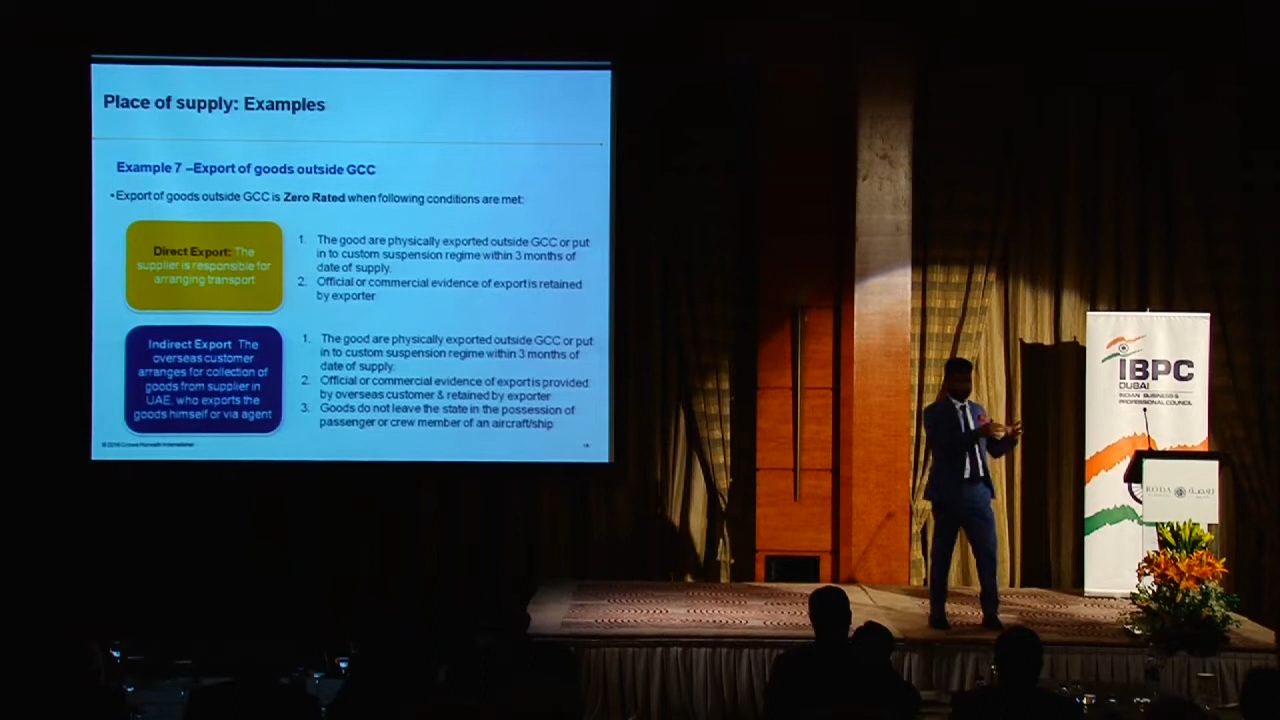 Place of supply: Examples
Example 7 –Export of goods outside GCC
•Export of goods outside GCC is Zero Rated when following conditions are met:
Direct Export: The
supplier is responsible for
arranging transport
1. The good are physically exported outside GCC or put
in to custom suspension regime within 3 months of
date of supply.
2. Official or commercial evidence of export is retained
by exporter
Indirect Export The
overseas customer
arranges for collection of
goods from supplier in
UAE, who exports the
goods himself or via agent
1. The good are physically exported outside GCC or put
in to custom suspension regime within 3 months of
date of supply.
2. Official or commercial evidence of export is provided
by overseas customer & retained by exporter
3. Goods do not leave the state in the possession of
passenger or crew member of an aircraft/ship
IBPC
DUBAI
INDIAN BUSINESS &
PROFESSIONAL COUNCIL
RODA